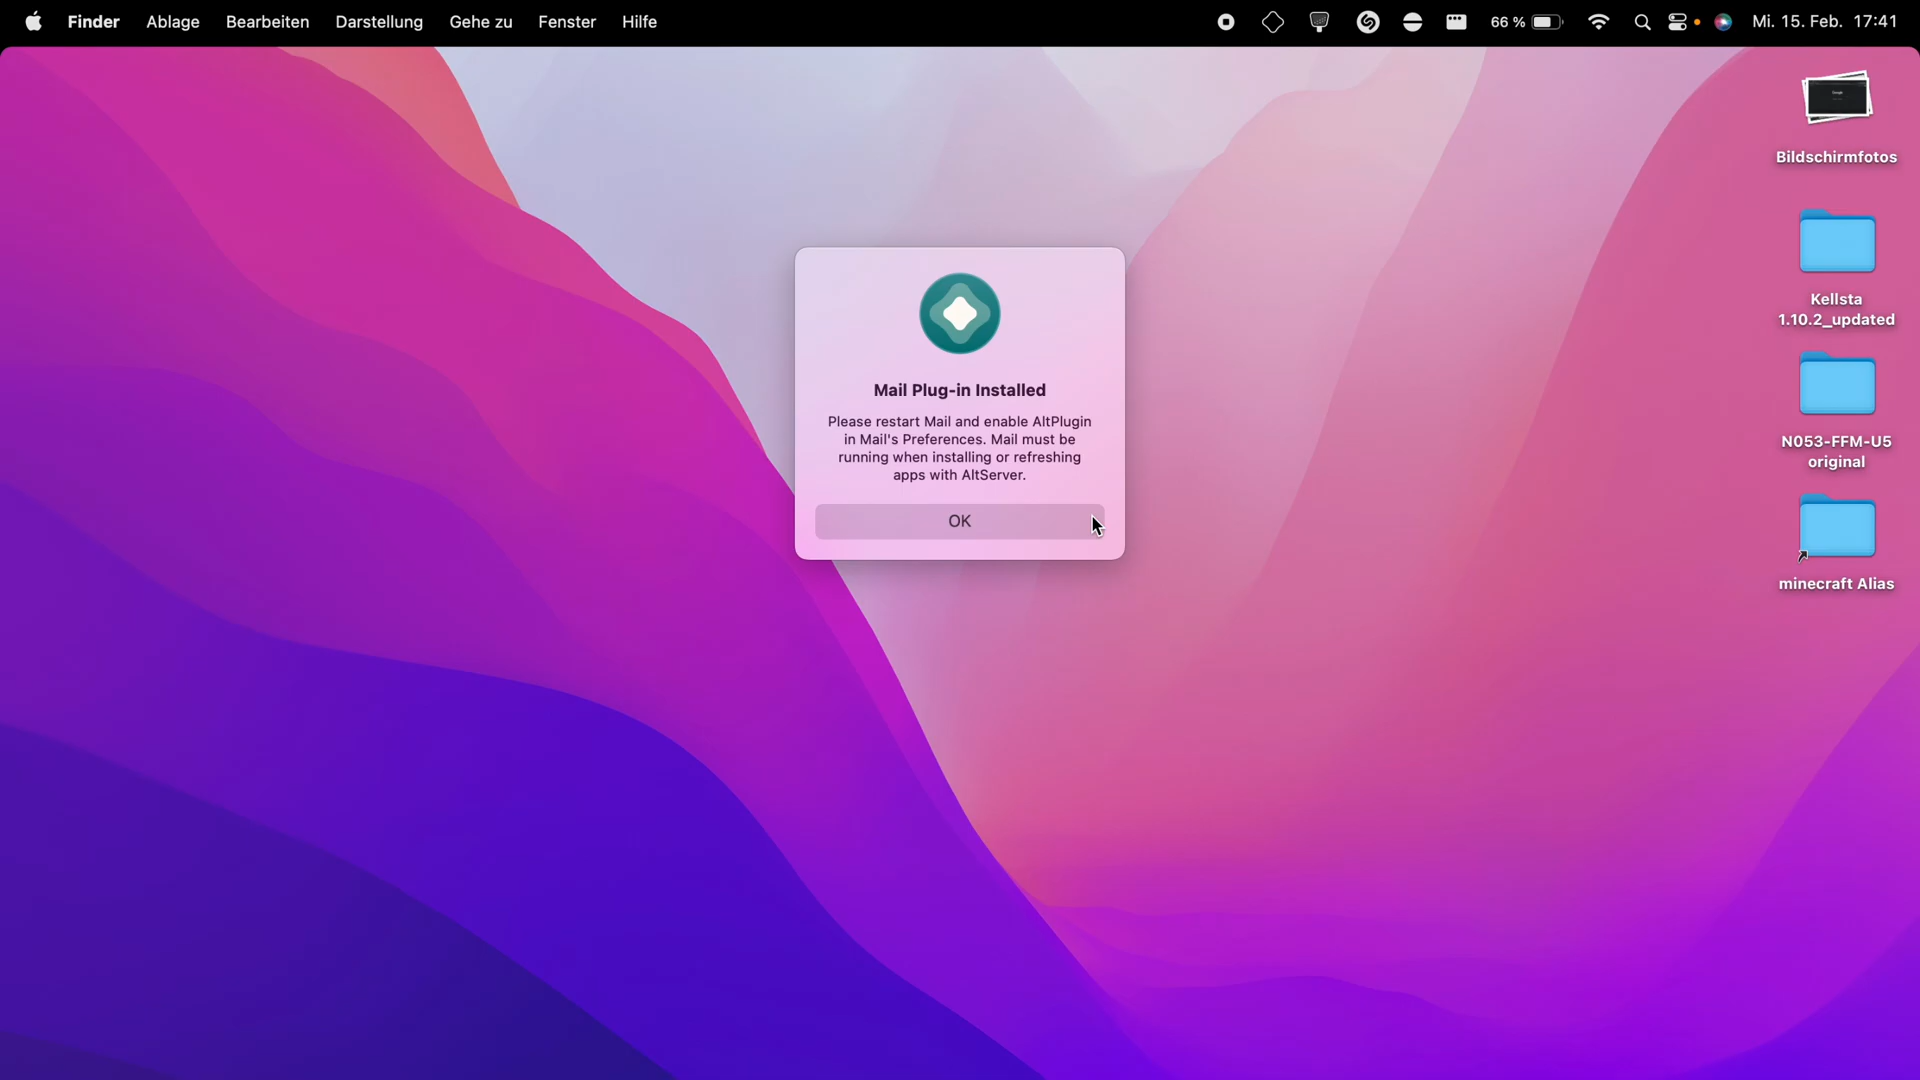 Finder Ablage Bearbeiten Darstellung Gehe zu Fenster Hilfe 66 % Mi. 15. Feb. 17:41
Bildschirmfotos
Kellsta
1.10.2_updated
N053-FFM-U5
original
minecraft Alias
Mail Plug-in Installed
Please restart Mail and enable AltPlugin
in Mail's Preferences. Mail must be
running when installing or refreshing
apps with AltServer.
OK